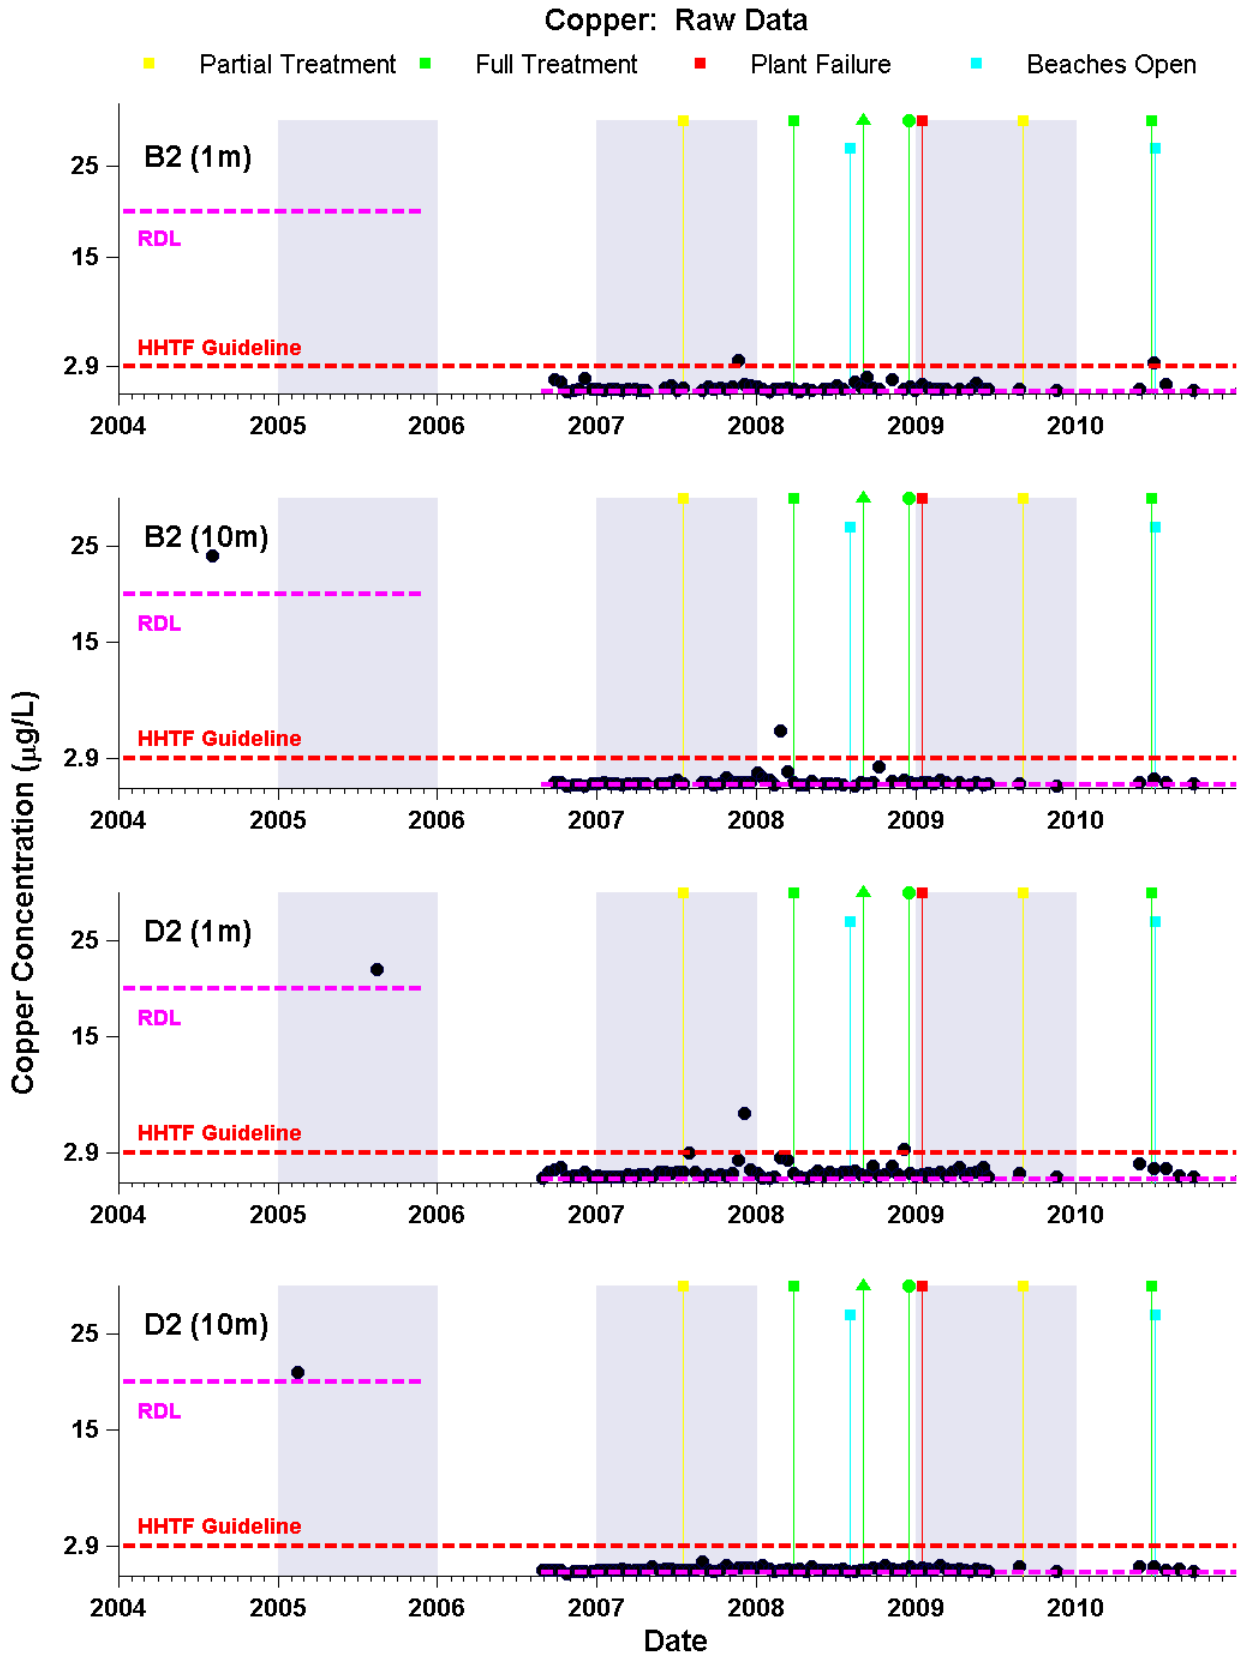 Copper: Raw Data
Partial Treatment Full Treatment Plant Failure Beaches Open
B2 (1m)
25
RDL
15
HHTF Guideline
2.9
2004 2005 2006 2007 2008 2009 2010
B2 (10m)
25
RDL
15
HHTF Guideline
2.9
2004 2005 2006 2007 2008 2009 2010
Copper Concentration (µg/L)
D2 (1m)
25
RDL
15
HHTF Guideline
2.9
2004 2005 2006 2007 2008 2009 2010
D2 (10m)
25
RDL
15
HHTF Guideline
2.9
2004 2005 2006 2007 2008 2009 2010
Date